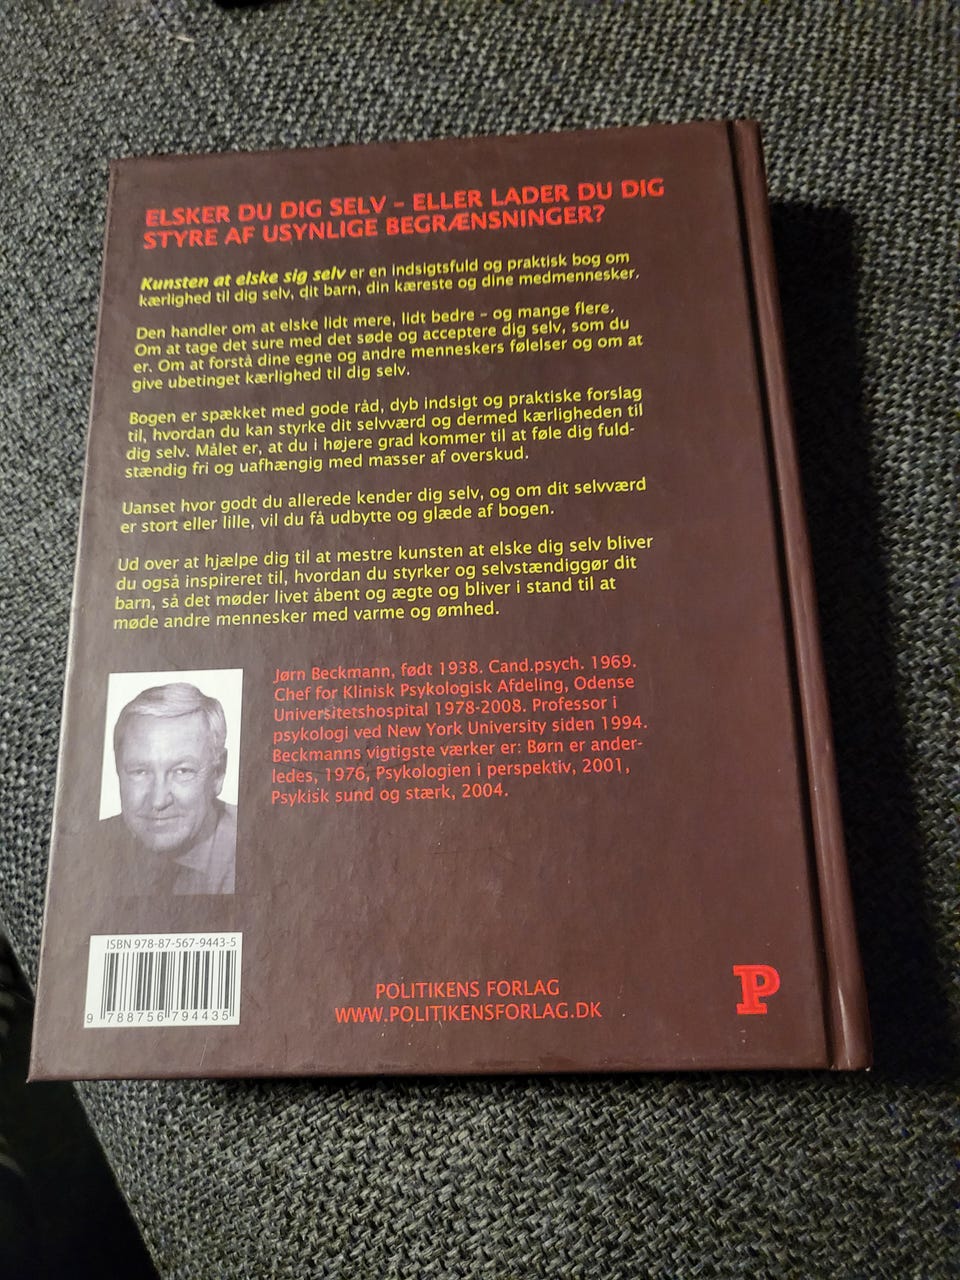 ELSKER DU DIG SELV – ELLER LADER DU DIG
STYRE AF USYNLIGE BEGRÆNSNINGER?
Kunsten at elske sig selv er en indsigtsfuld og praktisk bog om
kærlighed til dig selv, dit barn, din kæreste og dine medmennesker.
Den handler om at elske lidt mere, lidt bedre – og mange flere.
Om at tage det sure med det søde og acceptere dig selv, som du
er. Om at forstå dine egne og andre menneskers følelser og om at
give ubetinget kærlighed til dig selv.
Bogen er spækket med gode råd, dyb indsigt og praktiske forslag
til, hvordan du kan styrke dit selvværd og dermed kærligheden til
dig selv. Målet er, at du i højere grad kommer til at føle dig fuld-
stændig fri og uafhængig med masser af overskud.
Uanset hvor godt du allerede kender dig selv, og om dit selvværd
er stort eller lille, vil du få udbytte og glæde af bogen.
Ud over at hjælpe dig til at mestre kunsten at elske dig selv bliver
du også inspireret til, hvordan du styrker og selvstændiggør dit
barn, så det møder livet åbent og ægte og bliver i stand til at
møde andre mennesker med varme og ømhed.
Jørn Beckmann, født 1938. Cand.psych. 1969.
Chef for Klinisk Psykologisk Afdeling, Odense
Universitetshospital 1978-2008. Professor i
psykologi ved New York University siden 1994.
Beckmanns vigtigste værker er: Børn er ander-
ledes, 1976, Psykologien i perspektiv, 2001,
Psykisk sund og stærk, 2004.
ISBN 978-87-567-9443-5
9 788756 794435
POLITIKENS FORLAG
WWW.POLITIKENSFORLAG.DK
P